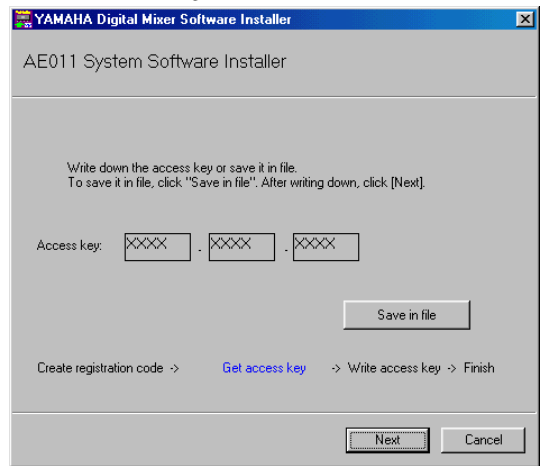 YAMAHA Digital Mixer Software Installer
AE011 System Software Installer
Write down the access key or save it in file.
To save it in file, click "Save in file". After writing down, click [Next].
Access key: XXXX . XXXX . XXXX
Save in file
Create registration code -> Get access key -> Write access key -> Finish
Next Cancel